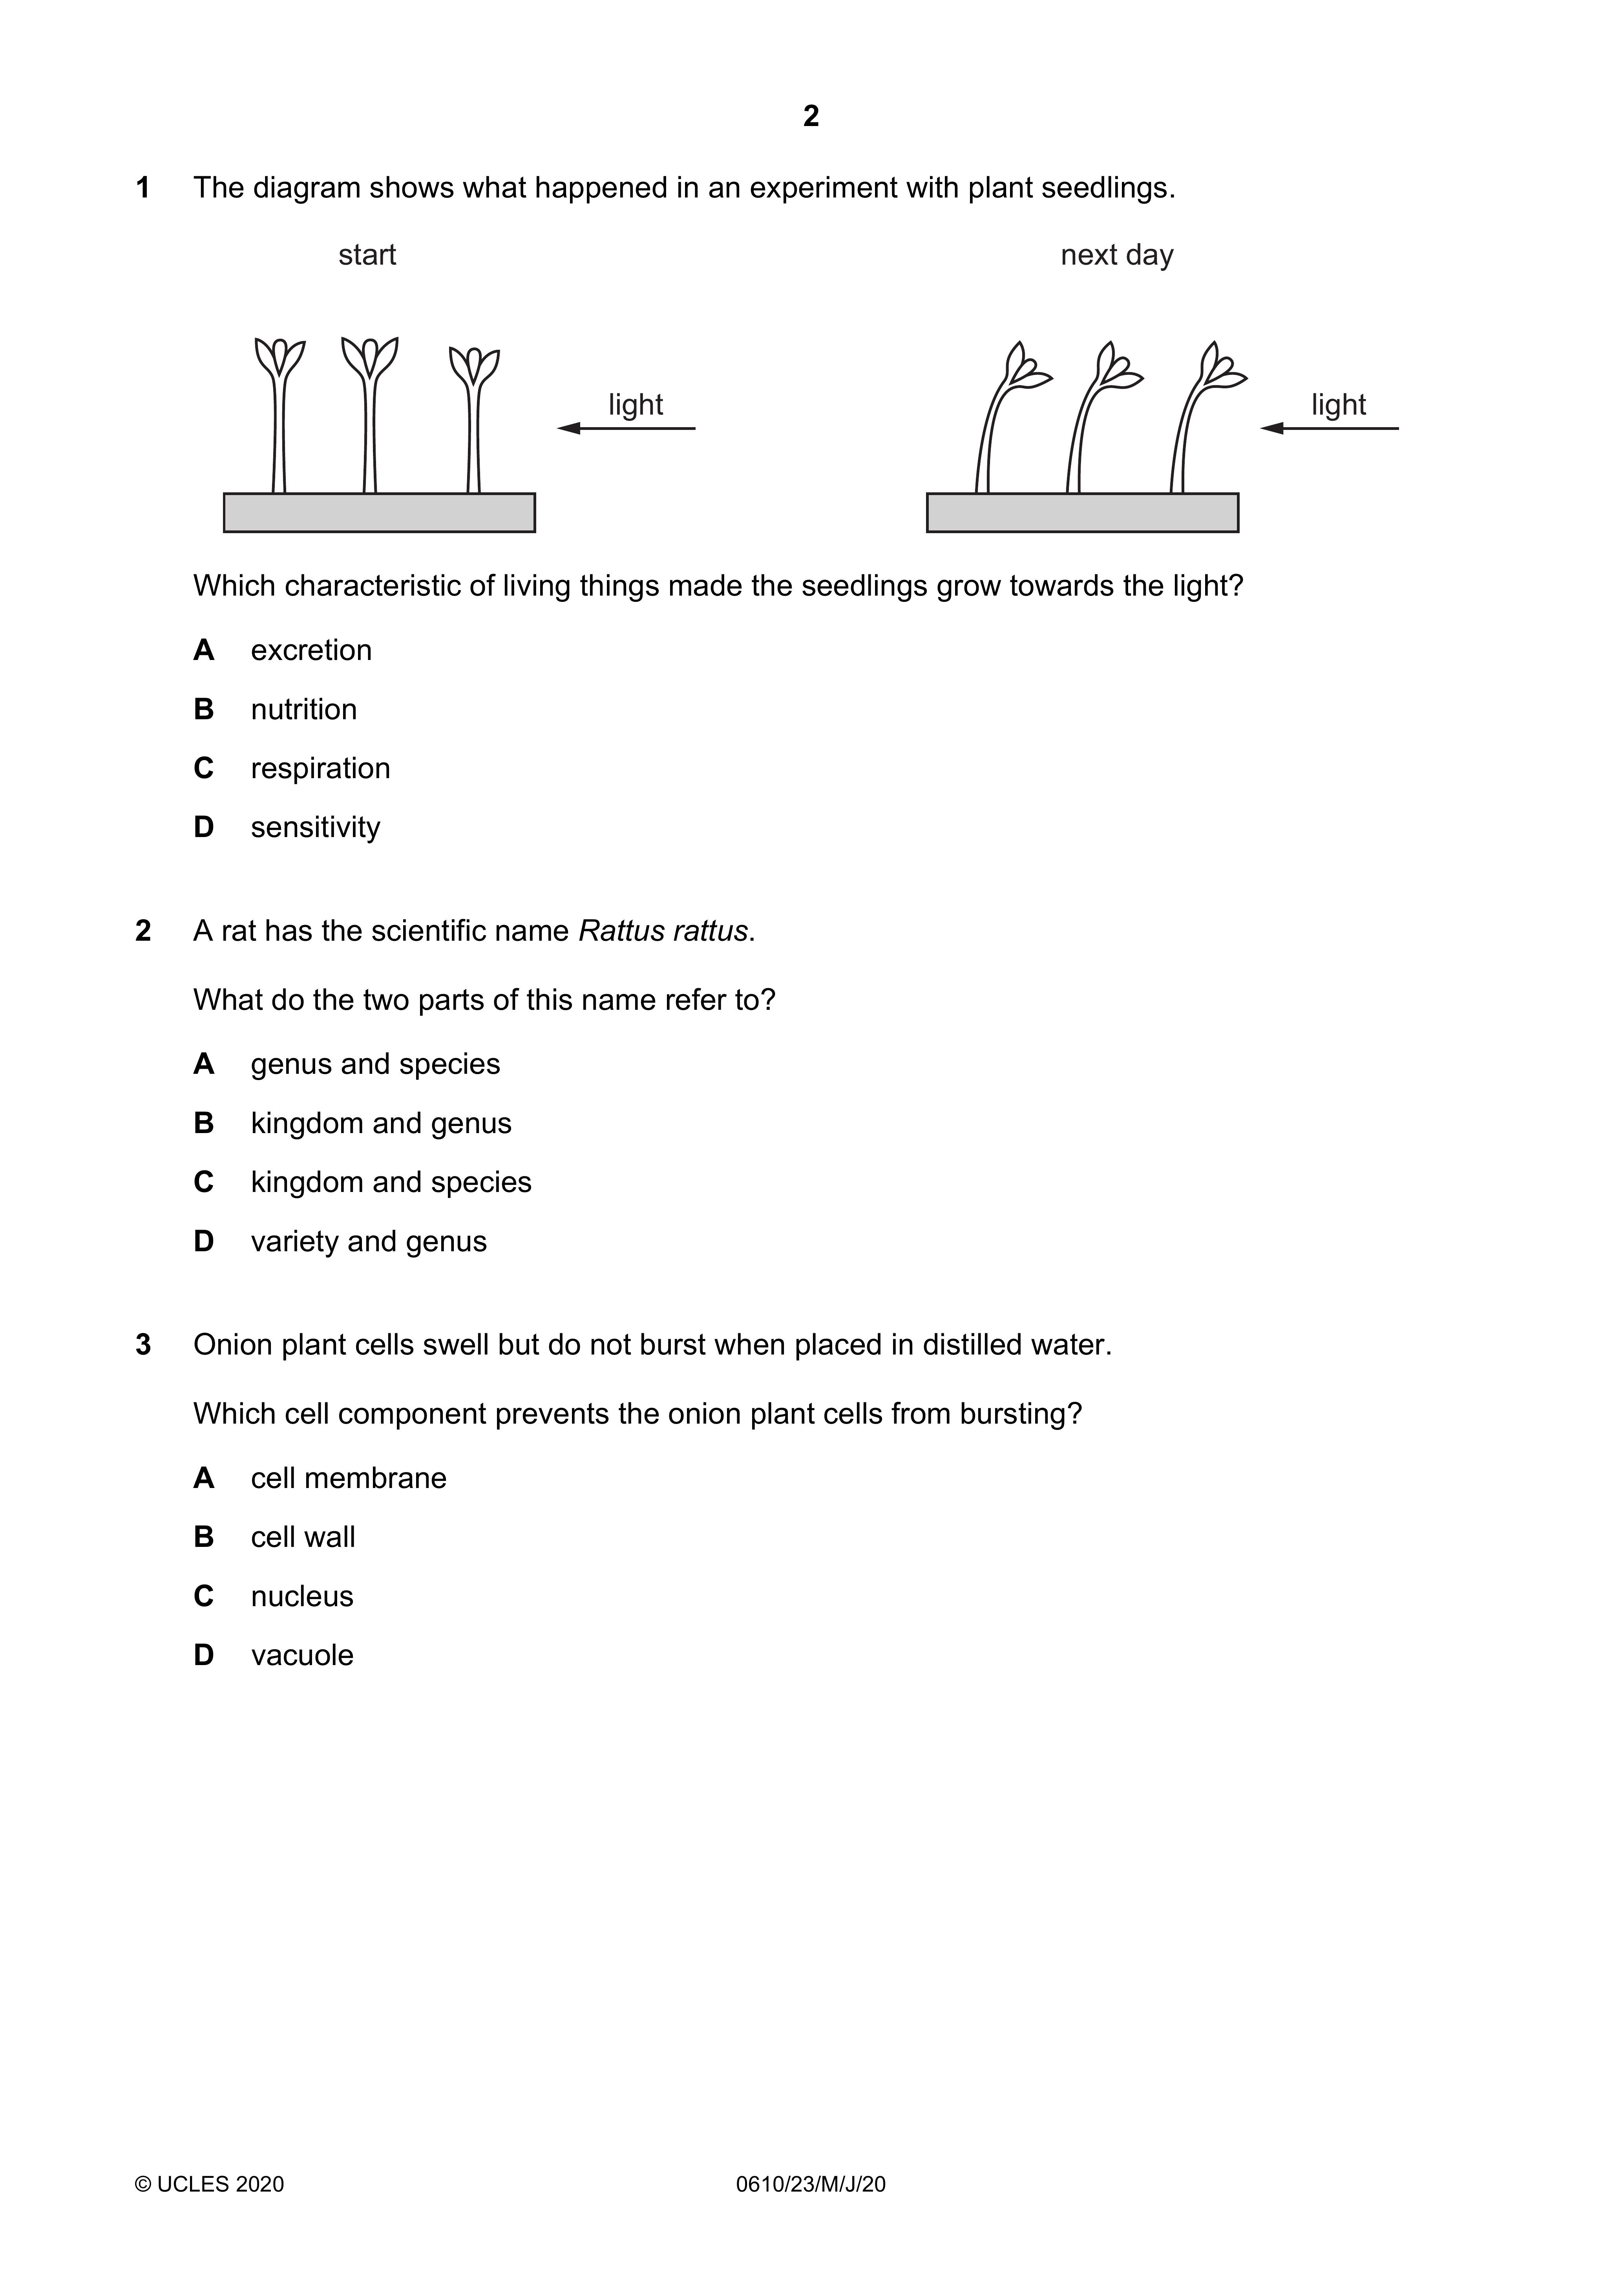 2
1 The diagram shows what happened in an experiment with plant seedlings.
start next day
light light
Which characteristic of living things made the seedlings grow towards the light?
A excretion
B nutrition
C respiration
D sensitivity
2 A rat has the scientific name Rattus rattus.
What do the two parts of this name refer to?
A genus and species
B kingdom and genus
C kingdom and species
D variety and genus
3 Onion plant cells swell but do not burst when placed in distilled water.
Which cell component prevents the onion plant cells from bursting?
A cell membrane
B cell wall
C nucleus
D vacuole
© UCLES 2020 0610/23/M/J/20